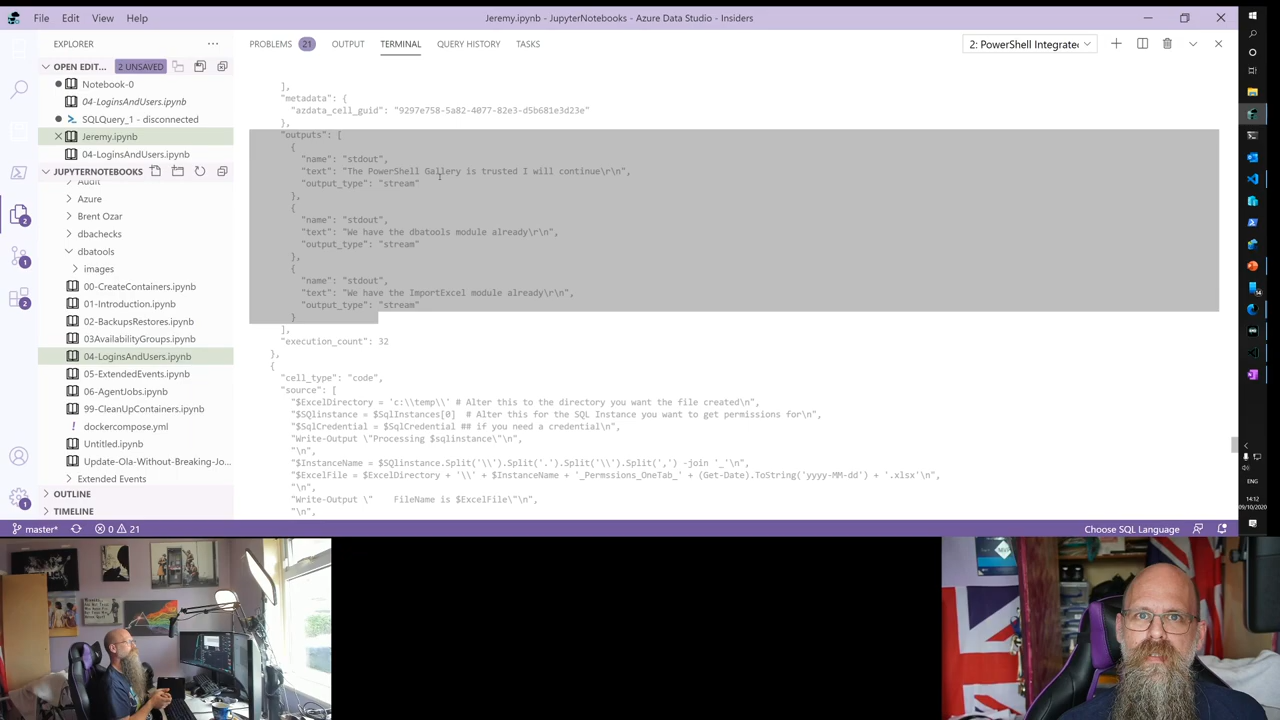 File Edit View Help
Jeremy.ipynb - JupyterNotebooks - Azure Data Studio - Insiders
EXPLORER
OPEN EDIT... 2 UNSAVED
Notebook-0
04-LoginsAndUsers.ipynb
SQLQuery_1 - disconnected
Jeremy.ipynb
04-LoginsAndUsers.ipynb
JUPYTERNOTEBOOKS
Audit
Azure
Brent Ozar
dbachecks
dbatools
images
00-CreateContainers.ipynb
01-Introduction.ipynb
02-BackupsRestores.ipynb
03AvailabilityGroups.ipynb
04-LoginsAndUsers.ipynb
05-ExtendedEvents.ipynb
06-AgentJobs.ipynb
99-CleanUpContainers.ipynb
dockercompose.yml
Untitled.ipynb
Update-Ola-Without-Breaking-Jo...
Extended Events
OUTLINE
TIMELINE
PROBLEMS 21 OUTPUT TERMINAL QUERY HISTORY TASKS
2: PowerShell Integrate
],
"metadata": {
"azdata_cell_guid": "9297e758-5a82-4077-82e3-d5b681e3d23e"
},
"outputs": [
{
"name": "stdout",
"text": "The PowerShell Gallery is trusted I will continue\r\n",
"output_type": "stream"
},
{
"name": "stdout",
"text": "We have the dbatools module already\r\n",
"output_type": "stream"
},
{
"name": "stdout",
"text": "We have the ImportExcel module already\r\n",
"output_type": "stream"
}
],
"execution_count": 32
},
{
"cell_type": "code",
"source": [
"$ExcelDirectory = 'c:\\temp\\' # Alter this to the directory you want the file created\n",
"$SQlinstance = $SqlInstances[0] # Alter this for the SQL Instance you want to get permissions for\n",
"$SqlCredential = $SqlCredential ## if you need a credential\n",
"Write-Output \"Processing $sqlinstance\"\n",
"\n",
"$InstanceName = $SQlinstance.Split('\\').Split('.').Split('\\').Split(',') -join '_'\n",
"$ExcelFile = $ExcelDirectory + '\\' + $InstanceName + '_Permssions_OneTab_' + (Get-Date).ToString('yyyy-MM-dd') + '.xlsx'\n",
"\n",
"Write-Output \" FileName is $ExcelFile\"\n",
"\n",
master* 0 21
Choose SQL Language
ENG
14:12
09/10/2020